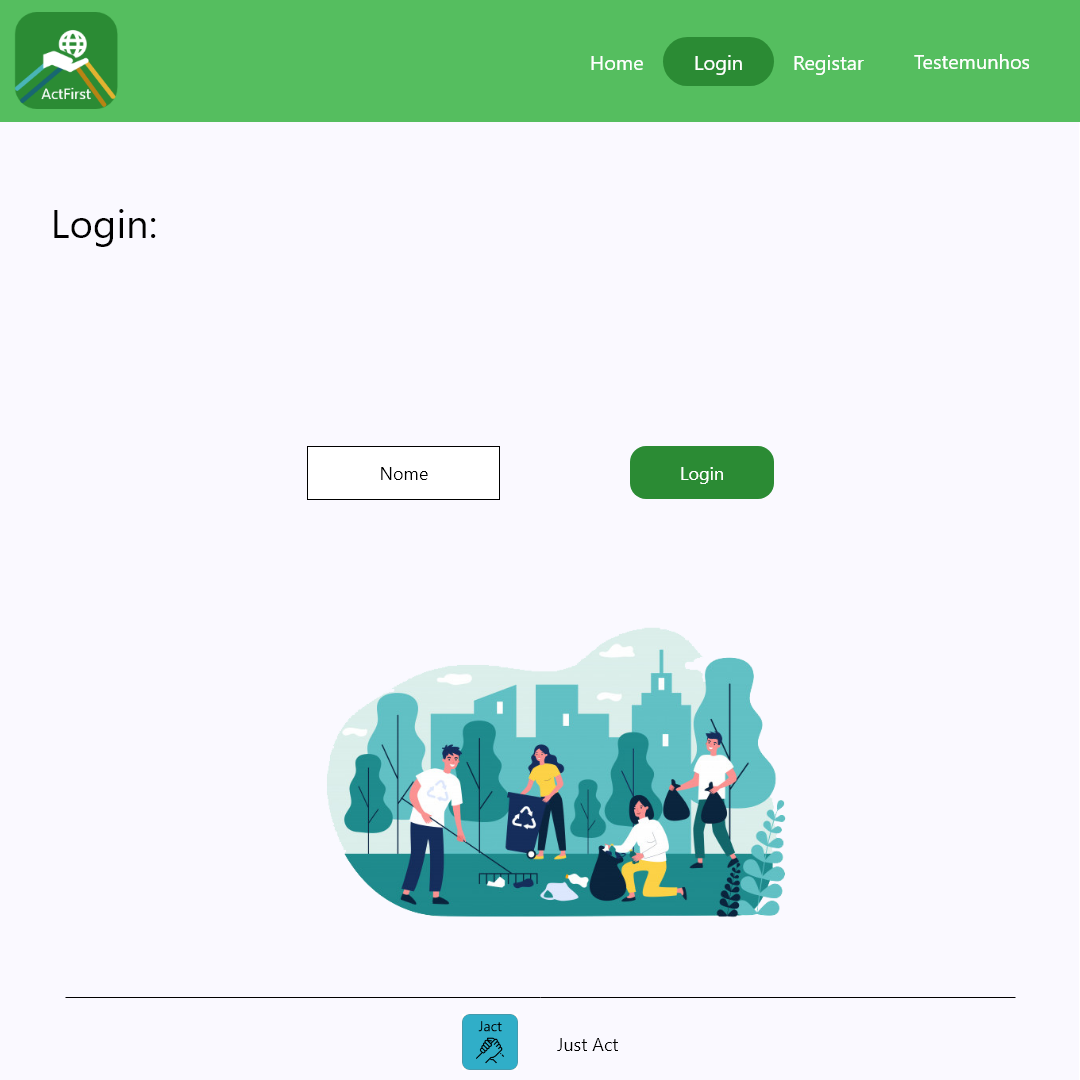 ActFirst
Home
Login
Registar
Testemunhos
Login:
Nome
Login
Jact
Just Act